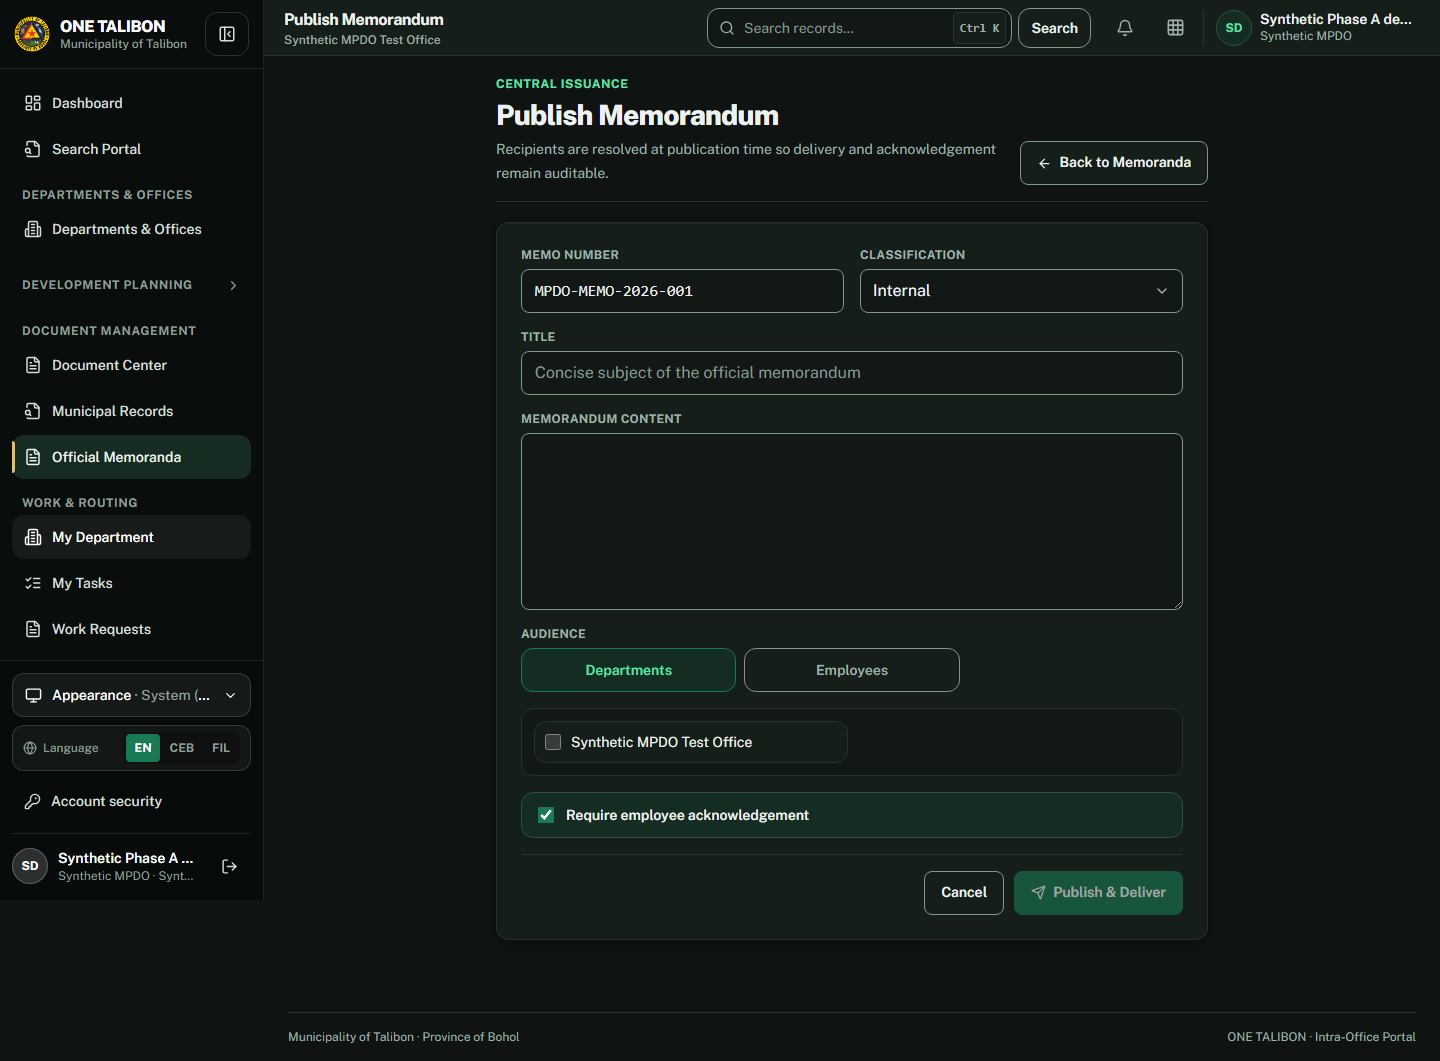 ONE TALIBON
Municipality of Talibon
Dashboard
Search Portal
DEPARTMENTS & OFFICES
Departments & Offices
DEVELOPMENT PLANNING
DOCUMENT MANAGEMENT
Document Center
Municipal Records
Official Memoranda
WORK & ROUTING
My Department
My Tasks
Work Requests
Appearance · System (...
Language EN CEB FIL
Account security
SD Synthetic Phase A ...
Synthetic MPDO · Synt...
Publish Memorandum
Synthetic MPDO Test Office
Search records... Ctrl K Search
SD Synthetic Phase A de...
Synthetic MPDO
CENTRAL ISSUANCE
Publish Memorandum
Recipients are resolved at publication time so delivery and acknowledgement
remain auditable.
Back to Memoranda
MEMO NUMBER CLASSIFICATION
MPDO-MEMO-2026-001 Internal
TITLE
Concise subject of the official memorandum
MEMORANDUM CONTENT
AUDIENCE
Departments Employees
Synthetic MPDO Test Office
Require employee acknowledgement
Cancel Publish & Deliver
Municipality of Talibon · Province of Bohol ONE TALIBON · Intra-Office Portal